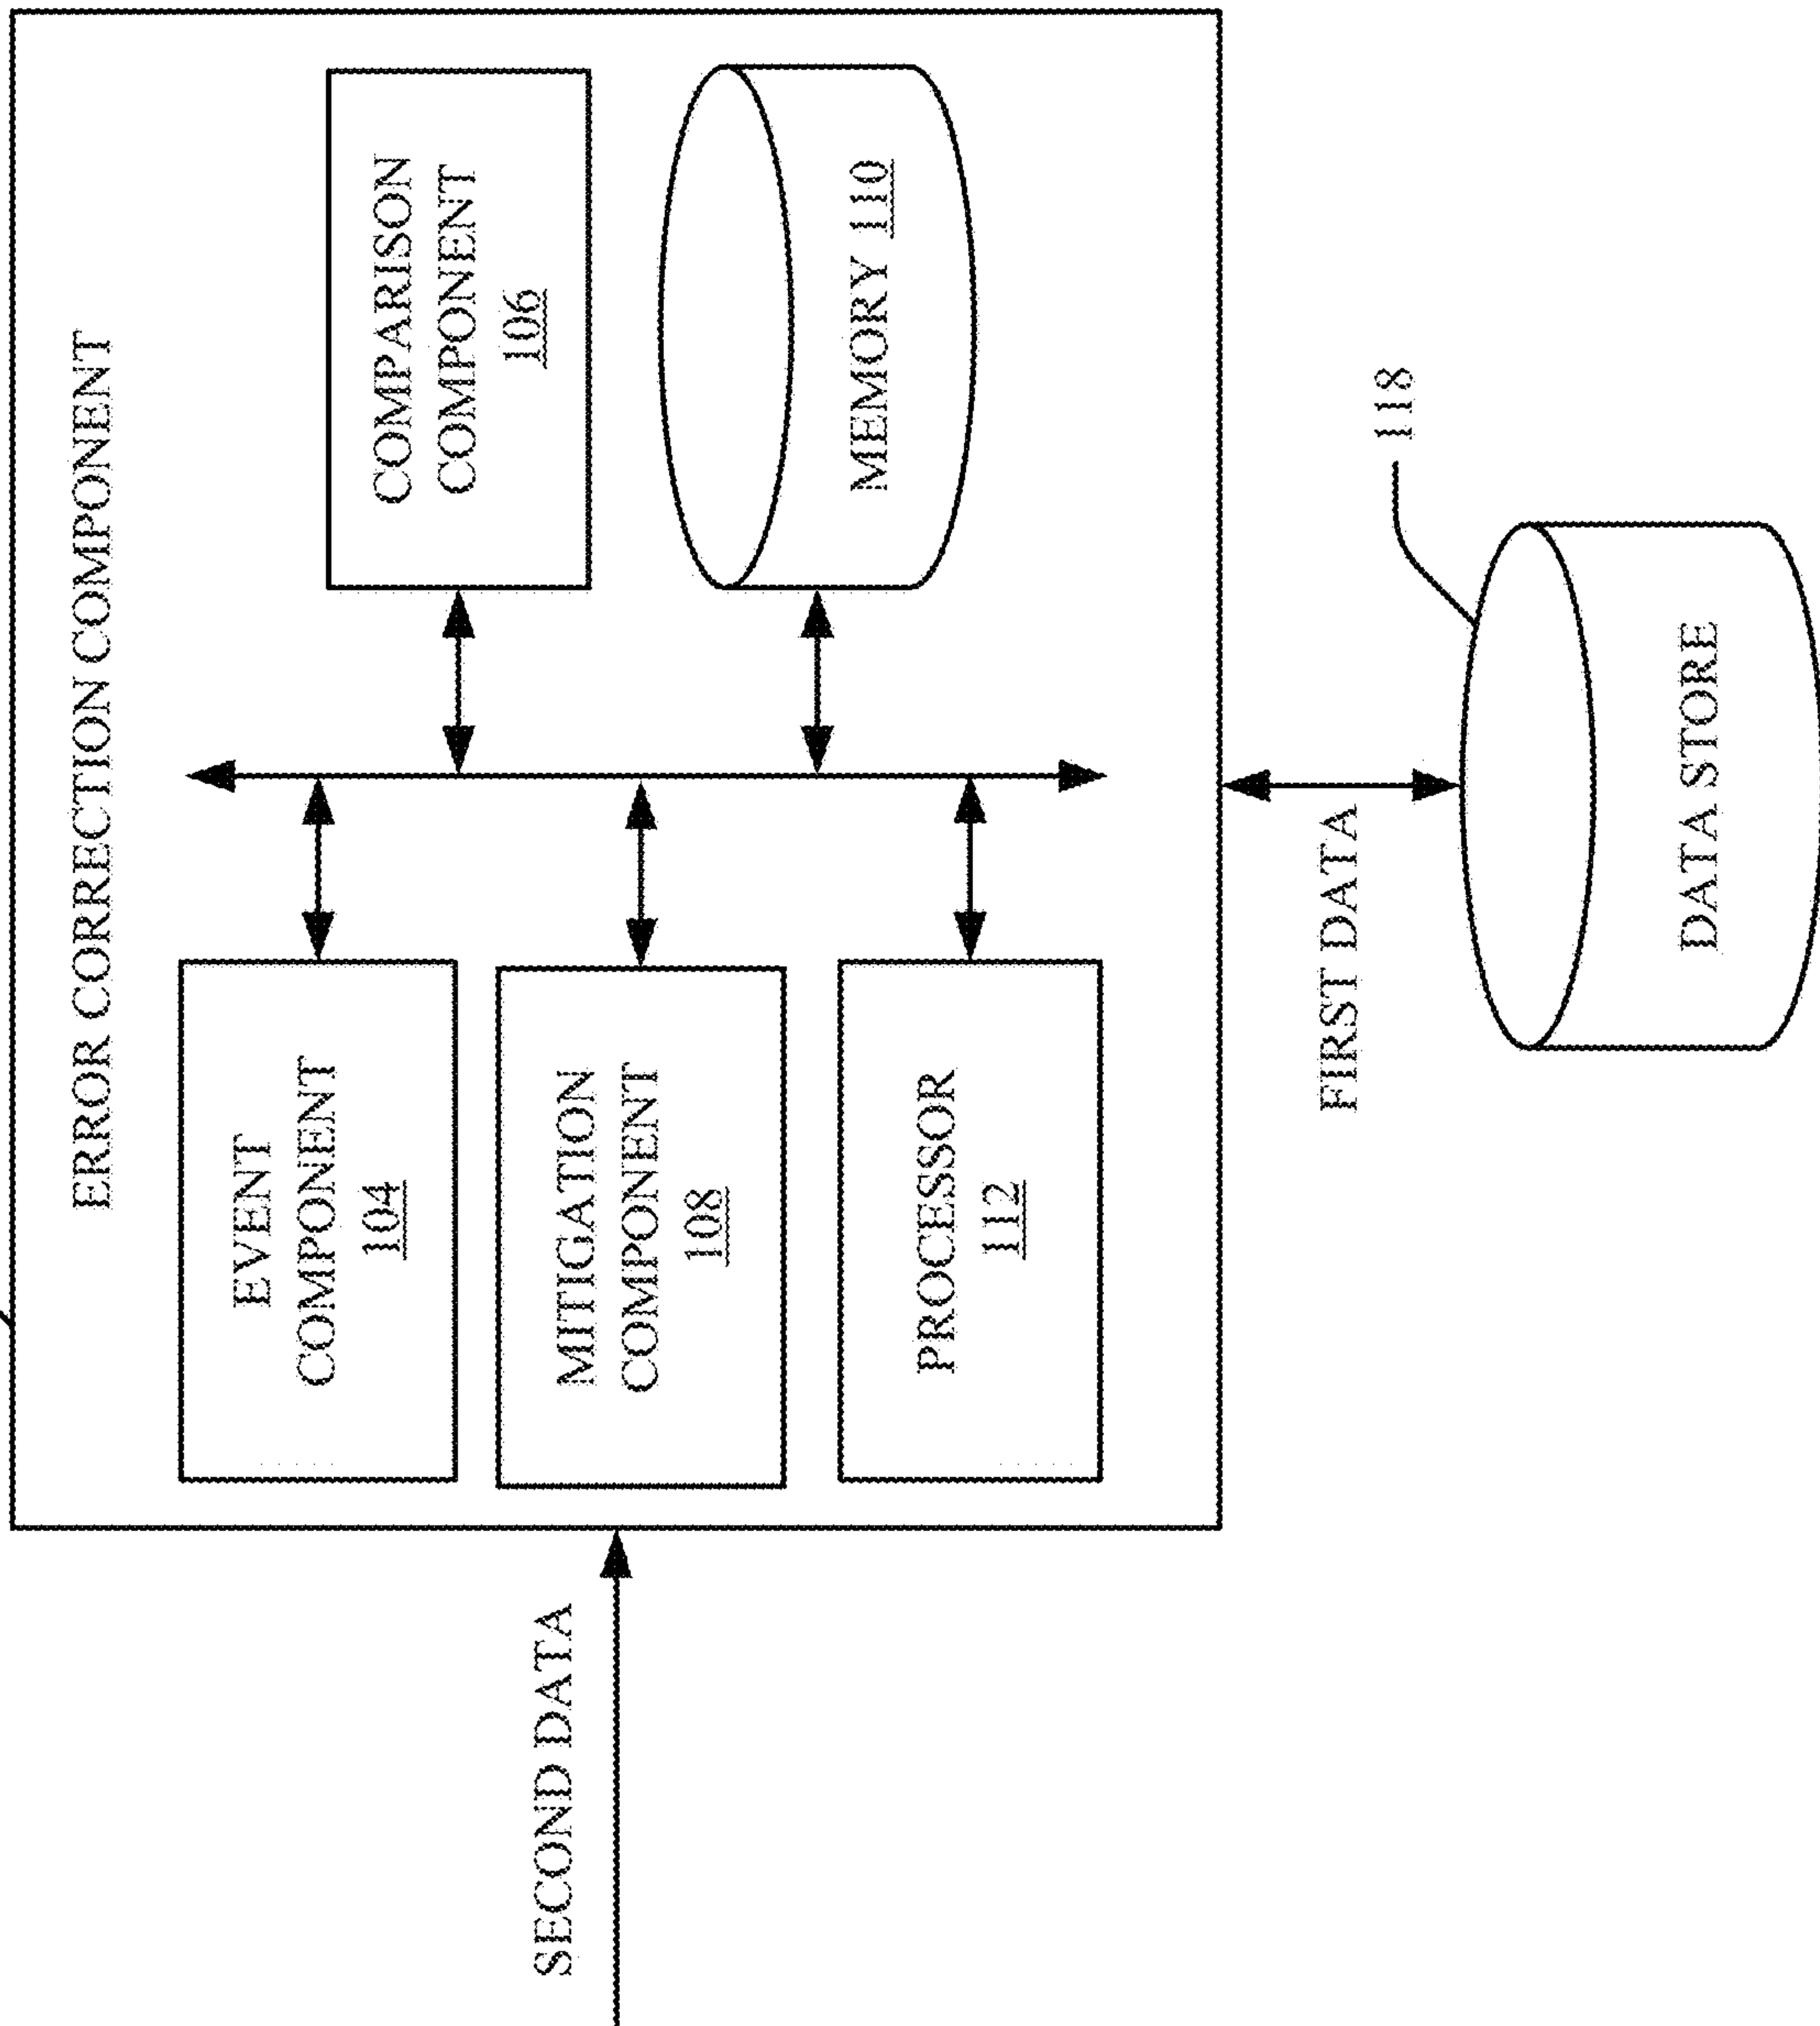 ERROR CORRECTION COMPONENT
EVENT
COMPONENT
104
COMPARISON
COMPONENT
106
MITIGATION
COMPONENT
108
MEMORY 110
PROCESSOR
112
SECOND DATA
FIRST DATA
118
DATA STORE